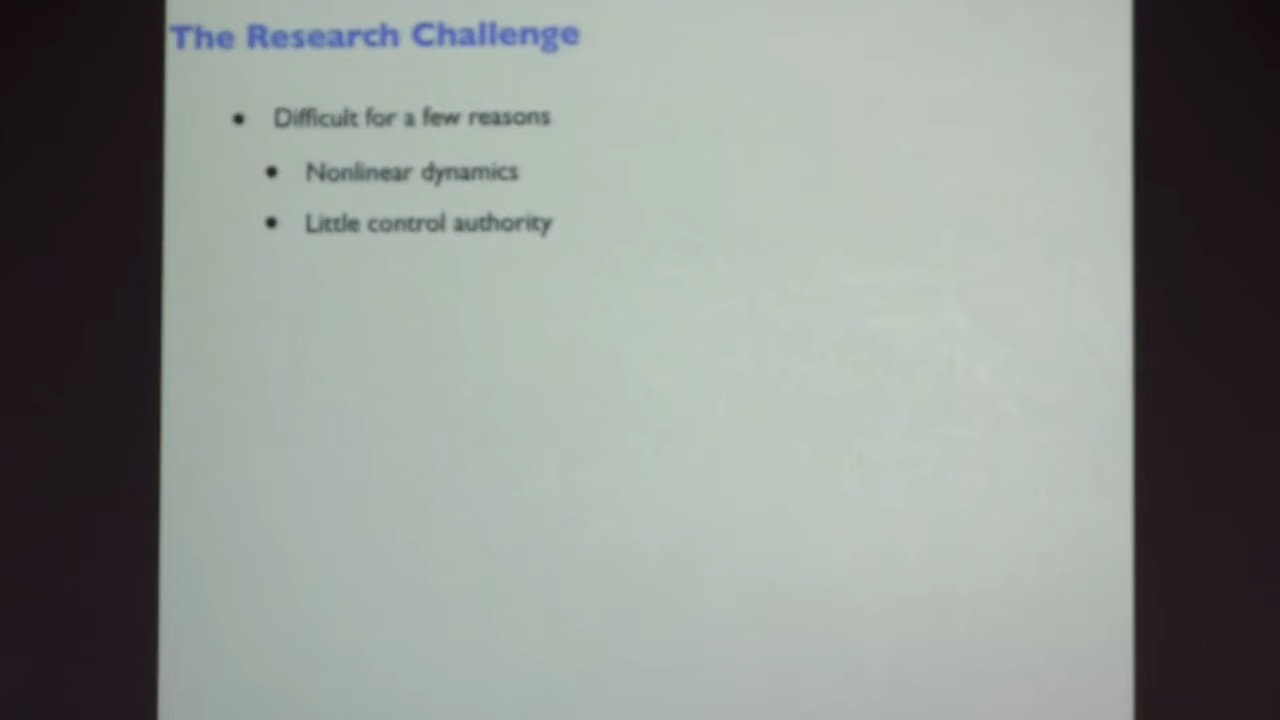 The Research Challenge
• Difficult for a few reasons
• Nonlinear dynamics
• Little control authority